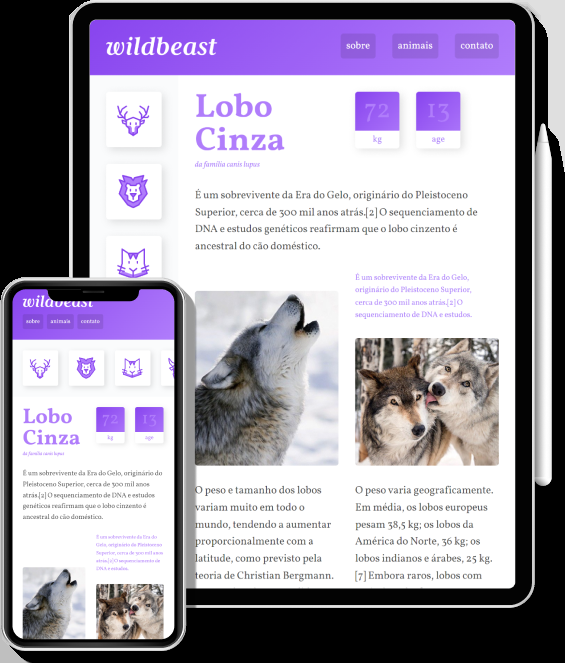 wildbeast
sobre
animais
contato
Lobo
Cinza
da família canis lupus
72
kg
13
age
É um sobrevivente da Era do Gelo, originário do Pleistoceno
Superior, cerca de 300 mil anos atrás.[2] O sequenciamento de
DNA e estudos genéticos reafirmam que o lobo cinzento é
ancestral do cão doméstico.
É um sobrevivente da Era do Gelo,
originário do Pleistoceno Superior,
cerca de 300 mil anos atrás.[2] O
sequenciamento de DNA e estudos.
O peso e tamanho dos lobos
variam muito em todo o
mundo, tendendo a aumentar
proporcionalmente com a
latitude, como previsto pela
teoria de Christian Bergmann.
O peso varia geograficamente.
Em média, os lobos europeus
pesam 38,5 kg; os lobos da
América do Norte, 36 kg; os
lobos indianos e árabes, 25 kg.
[7] Embora raros, lobos com
wildbeast
sobre
animais
contato
Lobo
Cinza
da família canis lupus
72
kg
13
age
É um sobrevivente da Era do Gelo, originário do
Pleistoceno Superior, cerca de 300 mil anos
atrás.[2] O sequenciamento de DNA e estudos
genéticos reafirmam que o lobo cinzento é
ancestral do cão doméstico.
É um sobrevivente da Era do
Gelo, originário do Pleistoceno
Superior, cerca de 300 mil anos
atrás.[2] O sequenciamento de
DNA e estudos.